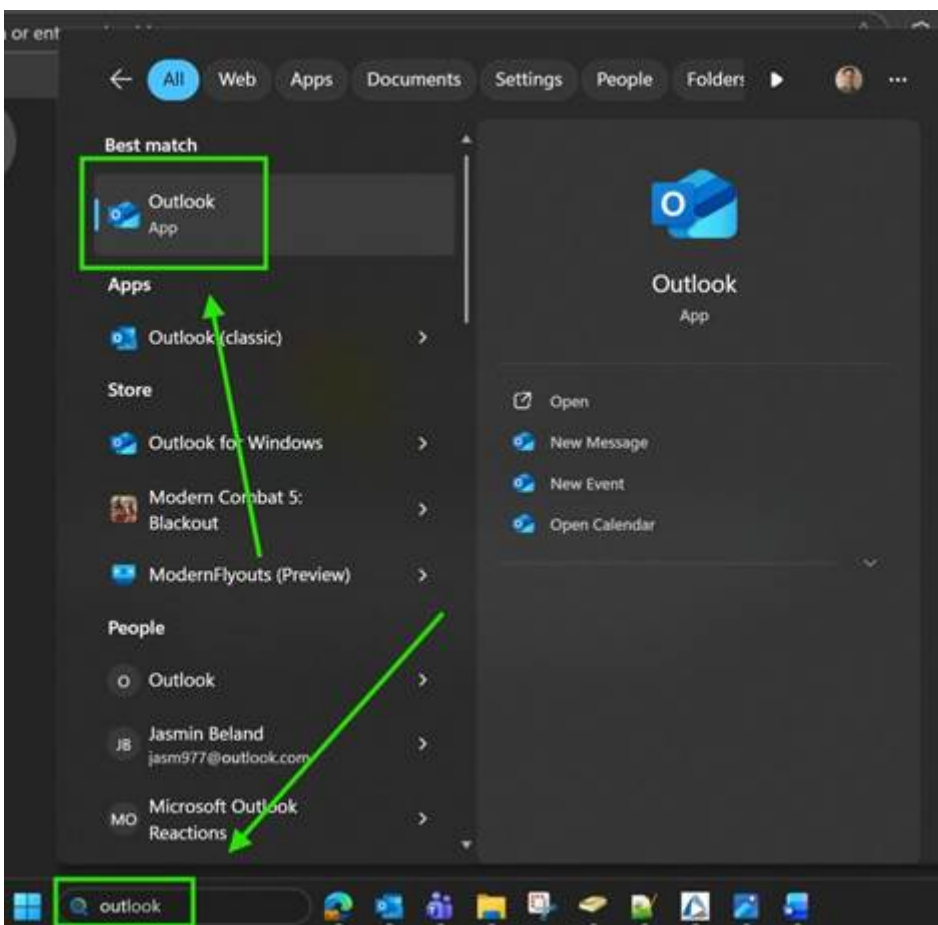 or ent
All Web Apps Documents Settings People Folders
Best match
Outlook
App
Apps
Outlook (classic)
Store
Outlook for Windows
Modern Combat 5:
Blackout
ModernFlyouts (Preview)
People
O Outlook
JB Jasmin Beland
jasm977@outlook.com
MO Microsoft Outlook
Reactions
Outlook
App
Open
New Message
New Event
Open Calendar
outlook